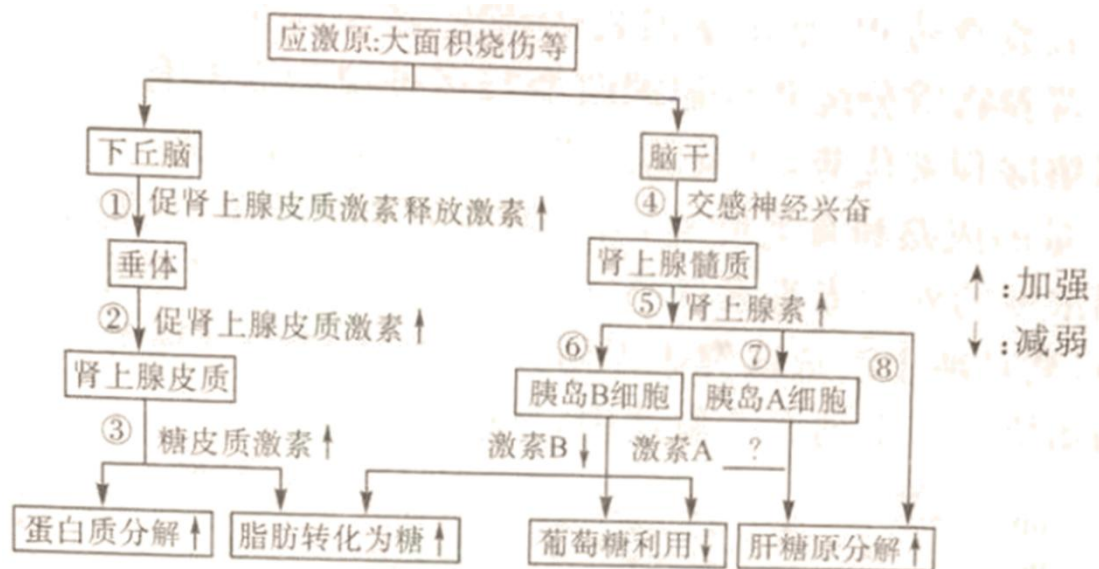 应激原:大面积烧伤等
下丘脑 脑干
①促肾上腺皮质激素释放激素↑ ④交感神经兴奋
垂体 肾上腺髓质 ↑:加强
②促肾上腺皮质激素↑ ⑤肾上腺素↑ ↓:减弱
肾上腺皮质 ⑥ ⑦ ⑧
胰岛B细胞 胰岛A细胞
③糖皮质激素↑ 激素B↓ 激素A ?
蛋白质分解↑ 脂肪转化为糖↑ 葡萄糖利用↓ 肝糖原分解↑